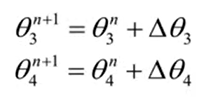 θ₃ⁿ⁺¹ = θ₃ⁿ + Δθ₃
θ₄ⁿ⁺¹ = θ₄ⁿ + Δθ₄